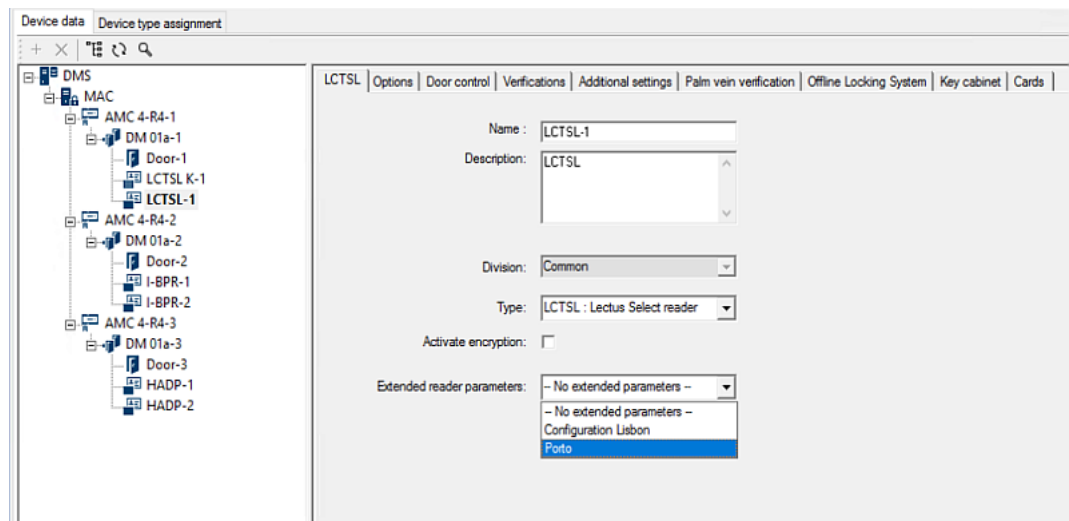 Device data Device type assignment
DMS
MAC
AMC 4-R4-1
DM 01a-1
Door-1
LCTSL K-1
LCTSL-1
AMC 4-R4-2
DM 01a-2
Door-2
I-BPR-1
I-BPR-2
AMC 4-R4-3
DM 01a-3
Door-3
HADP-1
HADP-2
LCTSL Options Door control Verifications Additional settings Palm vein verification Offline Locking System Key cabinet Cards
Name : LCTSL-1
Description: LCTSL
Division: Common
Type: LCTSL : Lectus Select reader
Activate encryption:
Extended reader parameters: -- No extended parameters --
-- No extended parameters --
Configuration Lisbon
Porto